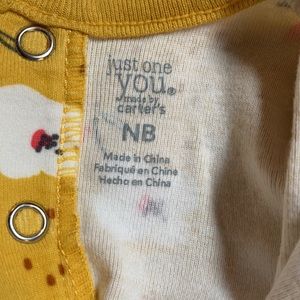 just one
you®
made by
carter's
NB
Made in China
Fabriqué en Chine
Hecho en China